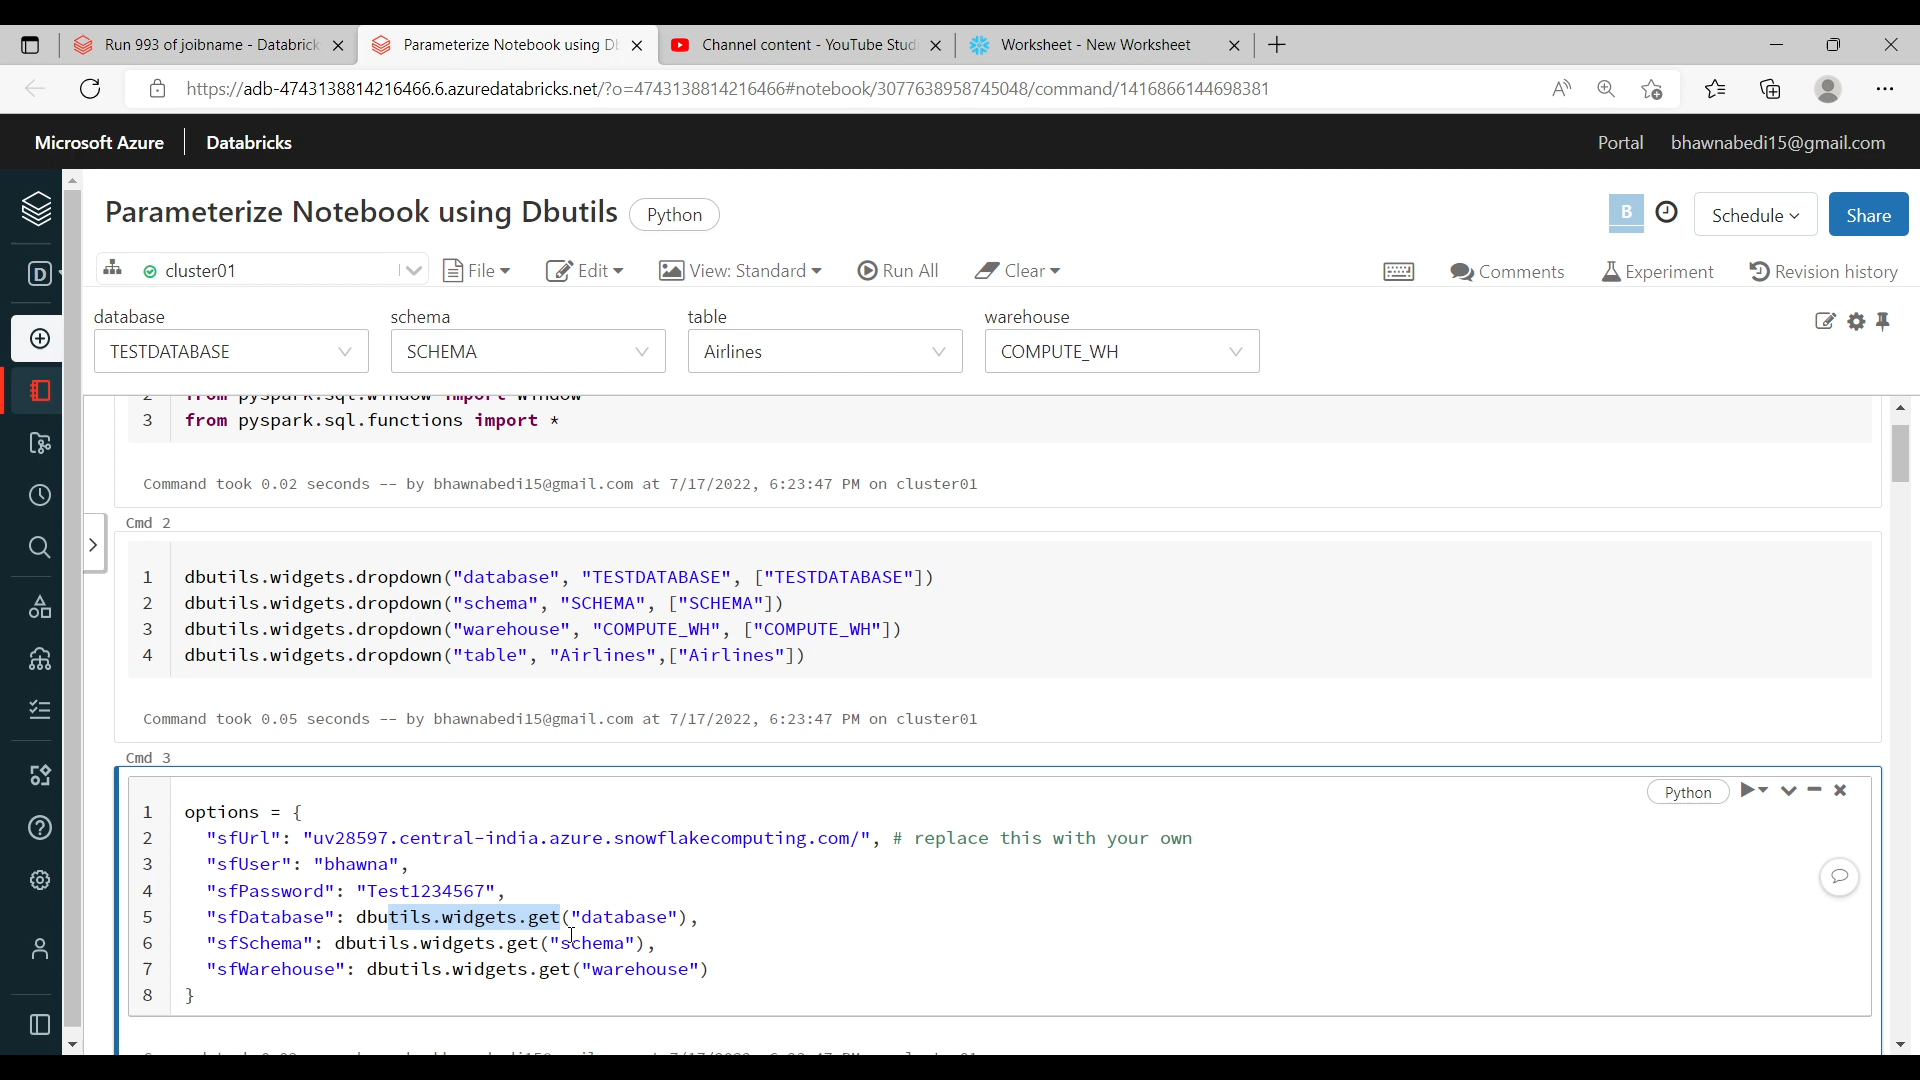 Run 993 of joibname - Databrick
Parameterize Notebook using D
Channel content - YouTube Stud
Worksheet - New Worksheet
https://adb-4743138814216466.6.azuredatabricks.net/?o=4743138814216466#notebook/3077638958745048/command/1416866144698381
Microsoft Azure
Databricks
Portal
bhawnabedi15@gmail.com
Parameterize Notebook using Dbutils
Python
B
Schedule
Share
D
cluster01
File
Edit
View: Standard
Run All
Clear
Comments
Experiment
Revision history
database
schema
table
warehouse
TESTDATABASE
SCHEMA
Airlines
COMPUTE_WH
2 from pyspark.sql.window import Window
3 from pyspark.sql.functions import *
Command took 0.02 seconds -- by bhawnabedi15@gmail.com at 7/17/2022, 6:23:47 PM on cluster01
Cmd 2
1 dbutils.widgets.dropdown("database", "TESTDATABASE", ["TESTDATABASE"])
2 dbutils.widgets.dropdown("schema", "SCHEMA", ["SCHEMA"])
3 dbutils.widgets.dropdown("warehouse", "COMPUTE_WH", ["COMPUTE_WH"])
4 dbutils.widgets.dropdown("table", "Airlines",["Airlines"])
Command took 0.05 seconds -- by bhawnabedi15@gmail.com at 7/17/2022, 6:23:47 PM on cluster01
Cmd 3
Python
1 options = {
2 "sfUrl": "uv28597.central-india.azure.snowflakecomputing.com/", # replace this with your own
3 "sfUser": "bhawna",
4 "sfPassword": "Test1234567",
5 "sfDatabase": dbutils.widgets.get("database"),
6 "sfSchema": dbutils.widgets.get("schema"),
7 "sfWarehouse": dbutils.widgets.get("warehouse")
8 }